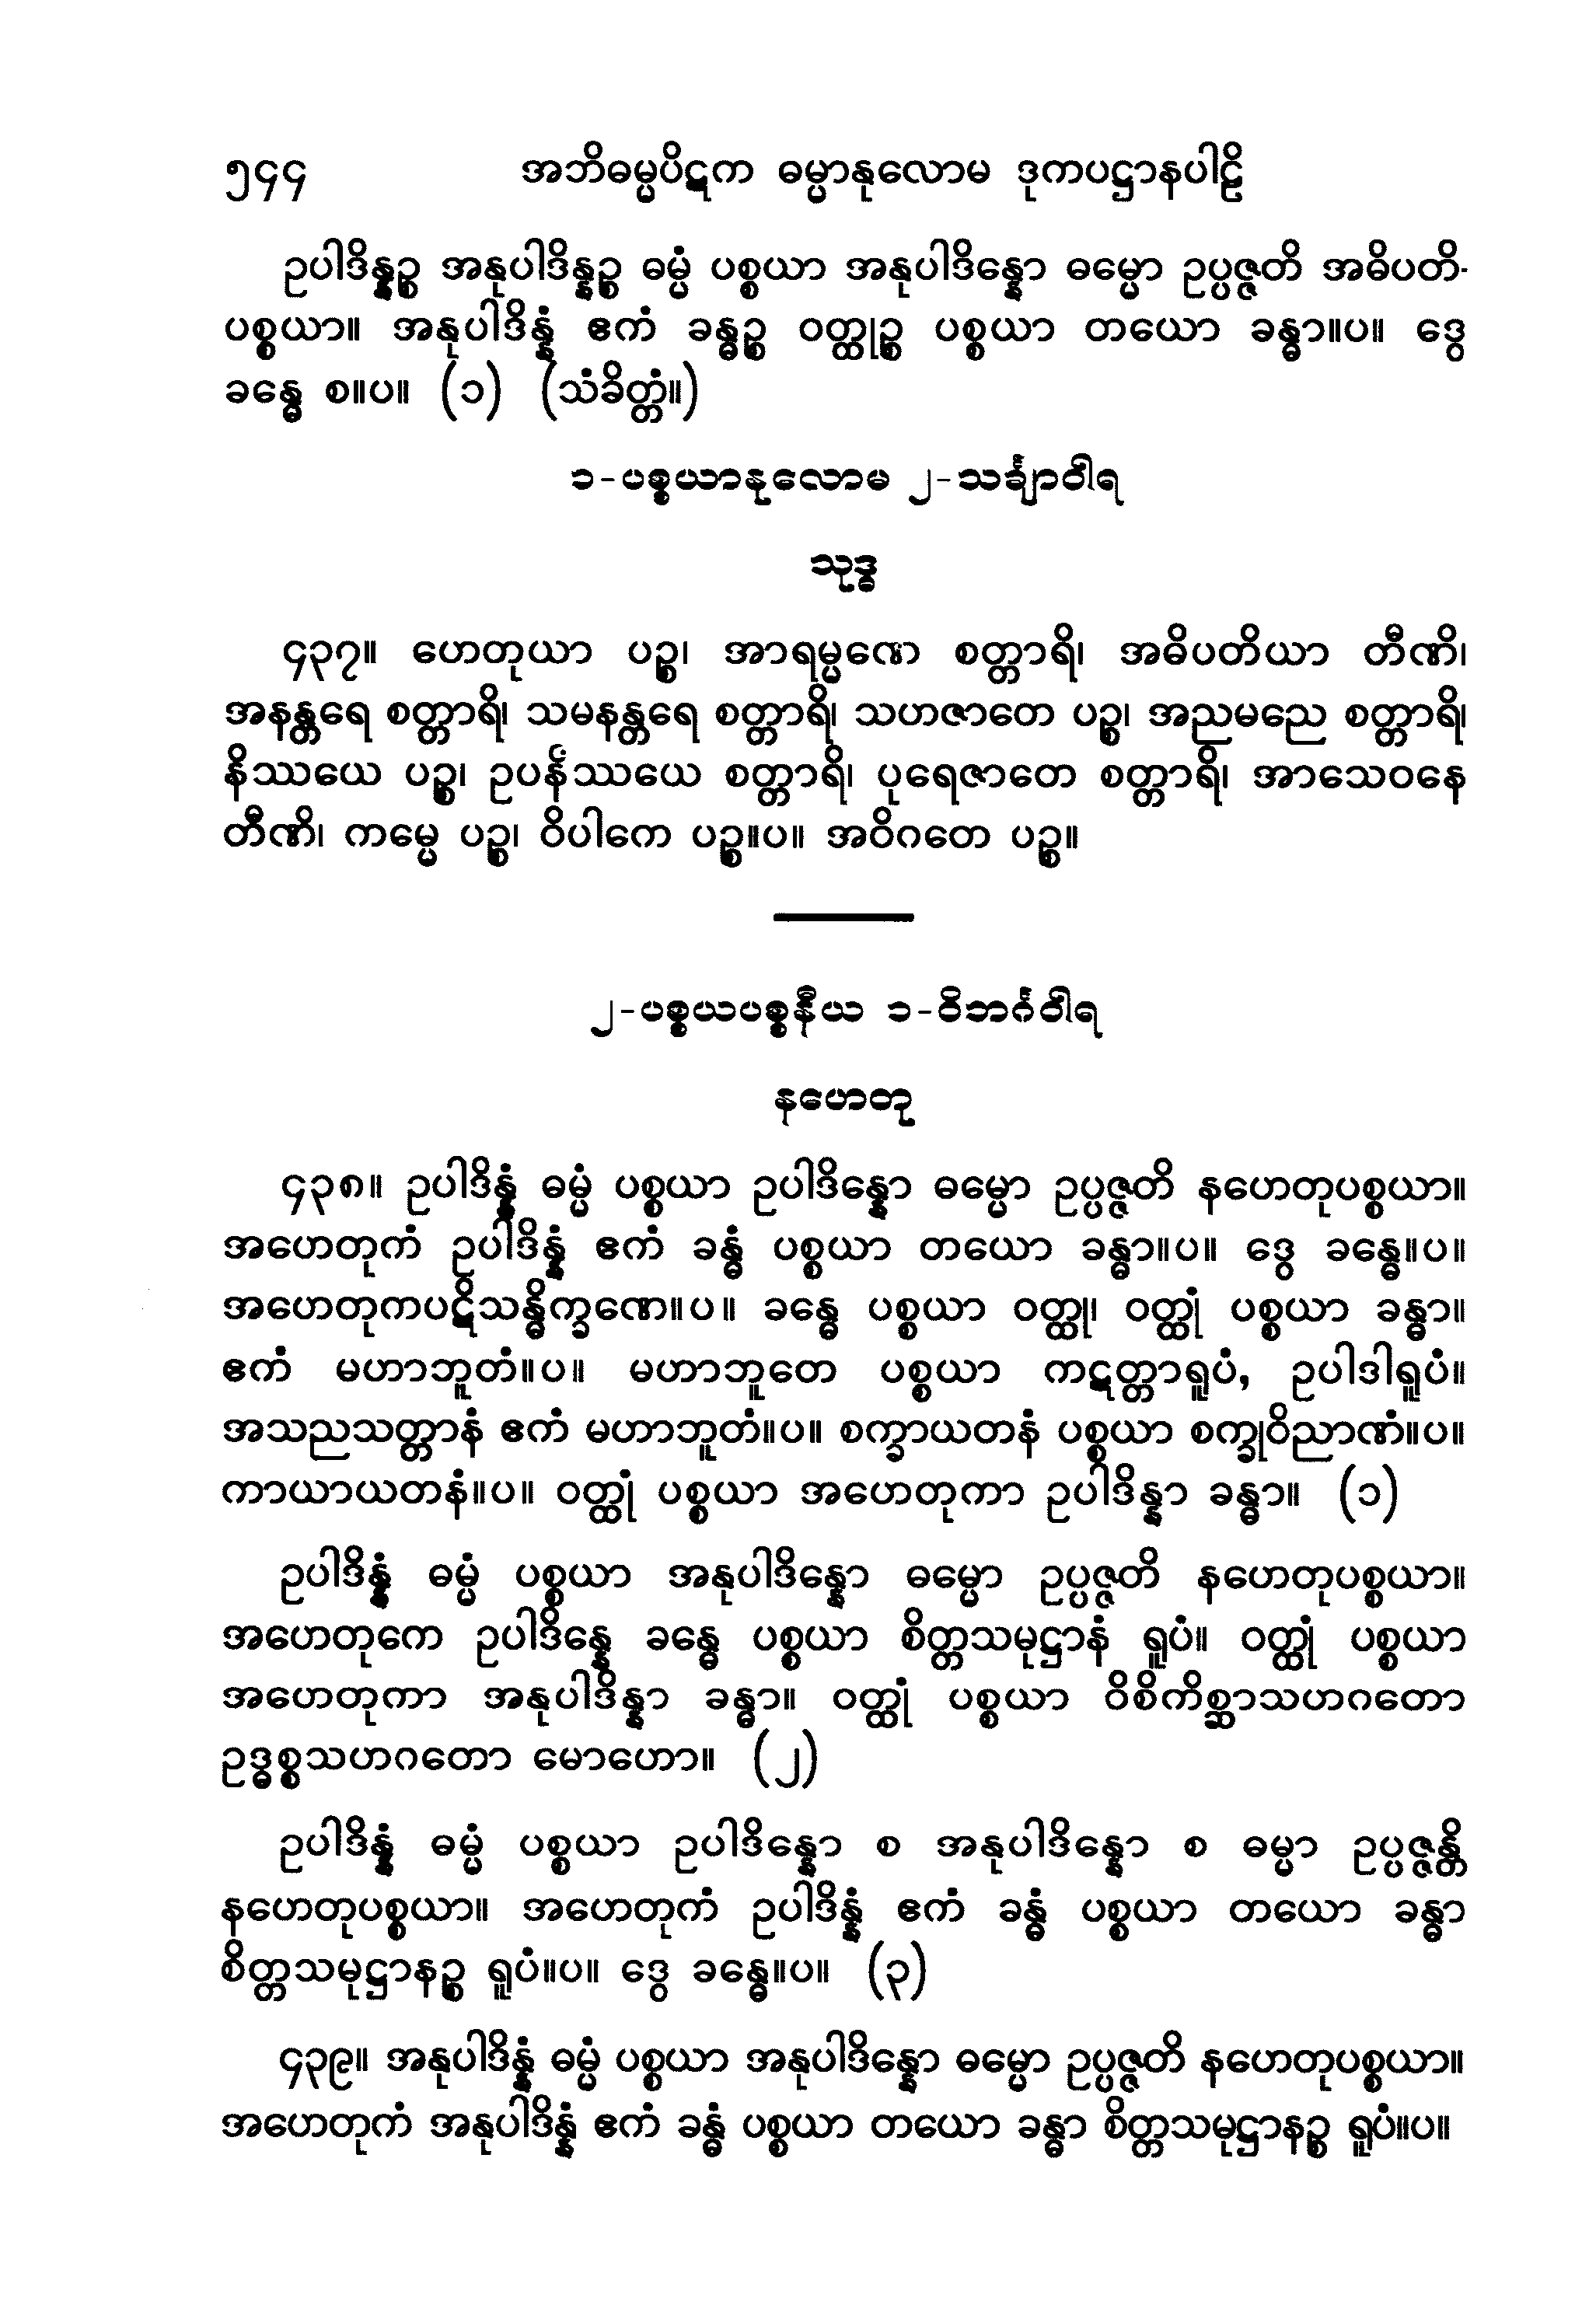 ၅၄၄ အဘိဓမ္မပိဋက ဓမ္မာနုလောမ ဒုကပဋ္ဌာနပါဠိ
ဥပါဒိန္နဉ္စ အနုပါဒိန္နဉ္စ ဓမ္မံ ပစ္စယာ အနုပါဒိန္နော ဓမ္မော ဥပ္ပဇ္ဇတိ အဓိပတိ-
ပစ္စယာ။ အနုပါဒိန္နံ ဧကံ ခန္ဓဉ္စ ဝတ္ထုဉ္စ ပစ္စယာ တယော ခန္ဓာ။ပ။ ဒွေ
ခန္ဓေ စ။ပ။ (၁) (သံခိတ္တံ။)
၁-ပစ္စယာနုလောမ ၂-သင်္ချာဝါရ
သုဒ္ဓ
၄၃၇။ ဟေတုယာ ပဉ္စ၊ အာရမ္မဏေ စတ္တာရိ၊ အဓိပတိယာ တီဏိ၊
အနန္တရေ စတ္တာရိ၊ သမနန္တရေ စတ္တာရိ၊ သဟဇာတေ ပဉ္စ၊ အညမညေ စတ္တာရိ၊
နိဿယေ ပဉ္စ၊ ဥပနိဿယေ စတ္တာရိ၊ ပုရေဇာတေ စတ္တာရိ၊ အာသေဝနေ
တီဏိ၊ ကမ္မေ ပဉ္စ၊ ဝိပါကေ ပဉ္စ။ပ။ အဝိဂတေ ပဉ္စ။
၂-ပစ္စယပစ္စနီယ ၁-ဝိဘင်္ဂဝါရ
နဟေတု
၄၃၈။ ဥပါဒိန္နံ ဓမ္မံ ပစ္စယာ ဥပါဒိန္နော ဓမ္မော ဥပ္ပဇ္ဇတိ နဟေတုပစ္စယာ။
အဟေတုကံ ဥပါဒိန္နံ ဧကံ ခန္ဓံ ပစ္စယာ တယော ခန္ဓာ။ပ။ ဒွေ ခန္ဓေ။ပ။
အဟေတုကပဋိသန္ဓိက္ခဏေ။ပ။ ခန္ဓေ ပစ္စယာ ဝတ္ထု၊ ဝတ္ထုံ ပစ္စယာ ခန္ဓာ။
ဧကံ မဟာဘူတံ။ပ။ မဟာဘူတေ ပစ္စယာ ကဋတ္တာရူပံ, ဥပါဒါရူပံ။
အသညသတ္တာနံ ဧကံ မဟာဘူတံ။ပ။ စက္ခာယတနံ ပစ္စယာ စက္ခုဝိညာဏံ။ပ။
ကာယာယတနံ။ပ။ ဝတ္ထုံ ပစ္စယာ အဟေတုကာ ဥပါဒိန္နာ ခန္ဓာ။ (၁)
ဥပါဒိန္နံ ဓမ္မံ ပစ္စယာ အနုပါဒိန္နော ဓမ္မော ဥပ္ပဇ္ဇတိ နဟေတုပစ္စယာ။
အဟေတုကေ ဥပါဒိန္နေ ခန္ဓေ ပစ္စယာ စိတ္တသမုဋ္ဌာနံ ရူပံ။ ဝတ္ထုံ ပစ္စယာ
အဟေတုကာ အနုပါဒိန္နာ ခန္ဓာ။ ဝတ္ထုံ ပစ္စယာ ဝိစိကိစ္ဆာသဟဂတော
ဥဒ္ဓစ္စသဟဂတော မောဟော။ (၂)
ဥပါဒိန္နံ ဓမ္မံ ပစ္စယာ ဥပါဒိန္နော စ အနုပါဒိန္နော စ ဓမ္မာ ဥပ္ပဇ္ဇန္တိ
နဟေတုပစ္စယာ။ အဟေတုကံ ဥပါဒိန္နံ ဧကံ ခန္ဓံ ပစ္စယာ တယော ခန္ဓာ
စိတ္တသမုဋ္ဌာနဉ္စ ရူပံ။ပ။ ဒွေ ခန္ဓေ။ပ။ (၃)
၄၃၉။ အနုပါဒိန္နံ ဓမ္မံ ပစ္စယာ အနုပါဒိန္နော ဓမ္မော ဥပ္ပဇ္ဇတိ နဟေတုပစ္စယာ။
အဟေတုကံ အနုပါဒိန္နံ ဧကံ ခန္ဓံ ပစ္စယာ တယော ခန္ဓာ စိတ္တသမုဋ္ဌာနဉ္စ ရူပံ။ပ။